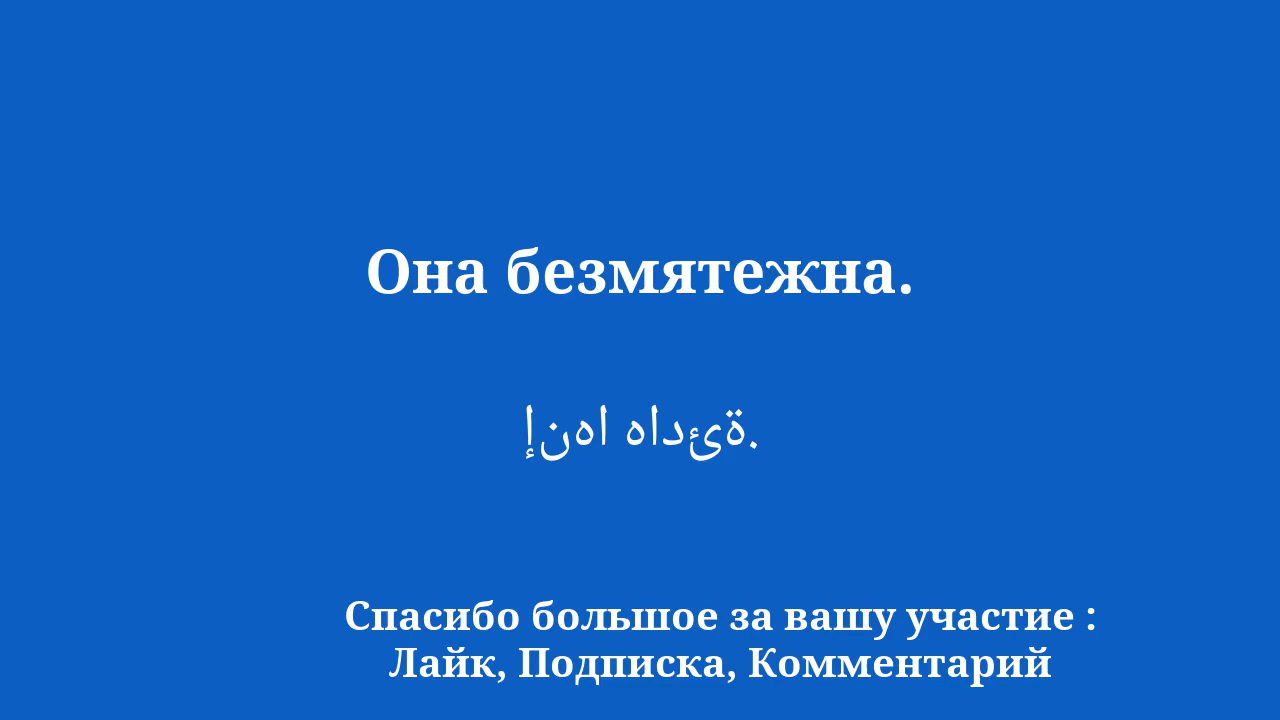 Она безмятежна.
إنها هادئة.
Спасибо большое за вашу участие :
Лайк, Подписка, Комментарий